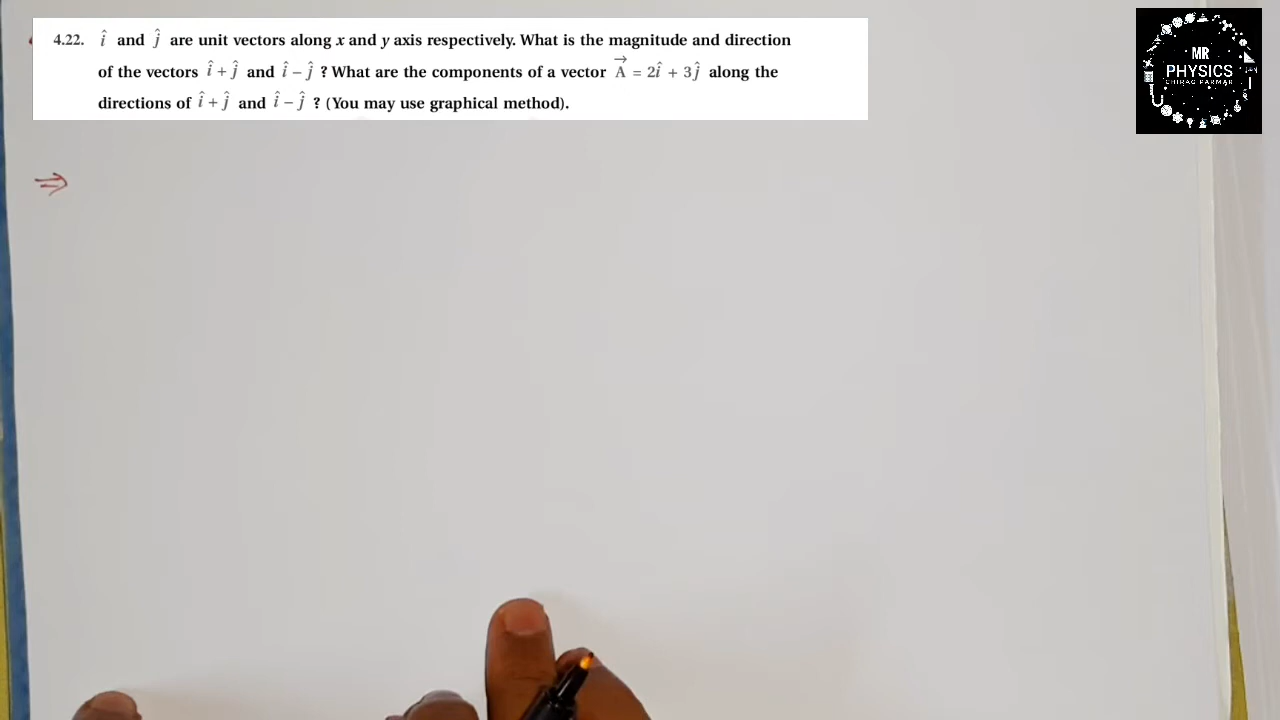 4.22. î and ĵ are unit vectors along x and y axis respectively. What is the magnitude and direction
of the vectors î + ĵ and î − ĵ ? What are the components of a vector A⃗ = 2î + 3ĵ along the
directions of î + ĵ and î − ĵ ? (You may use graphical method).
MR
PHYSICS
CHIRAG PARMAR
⇒